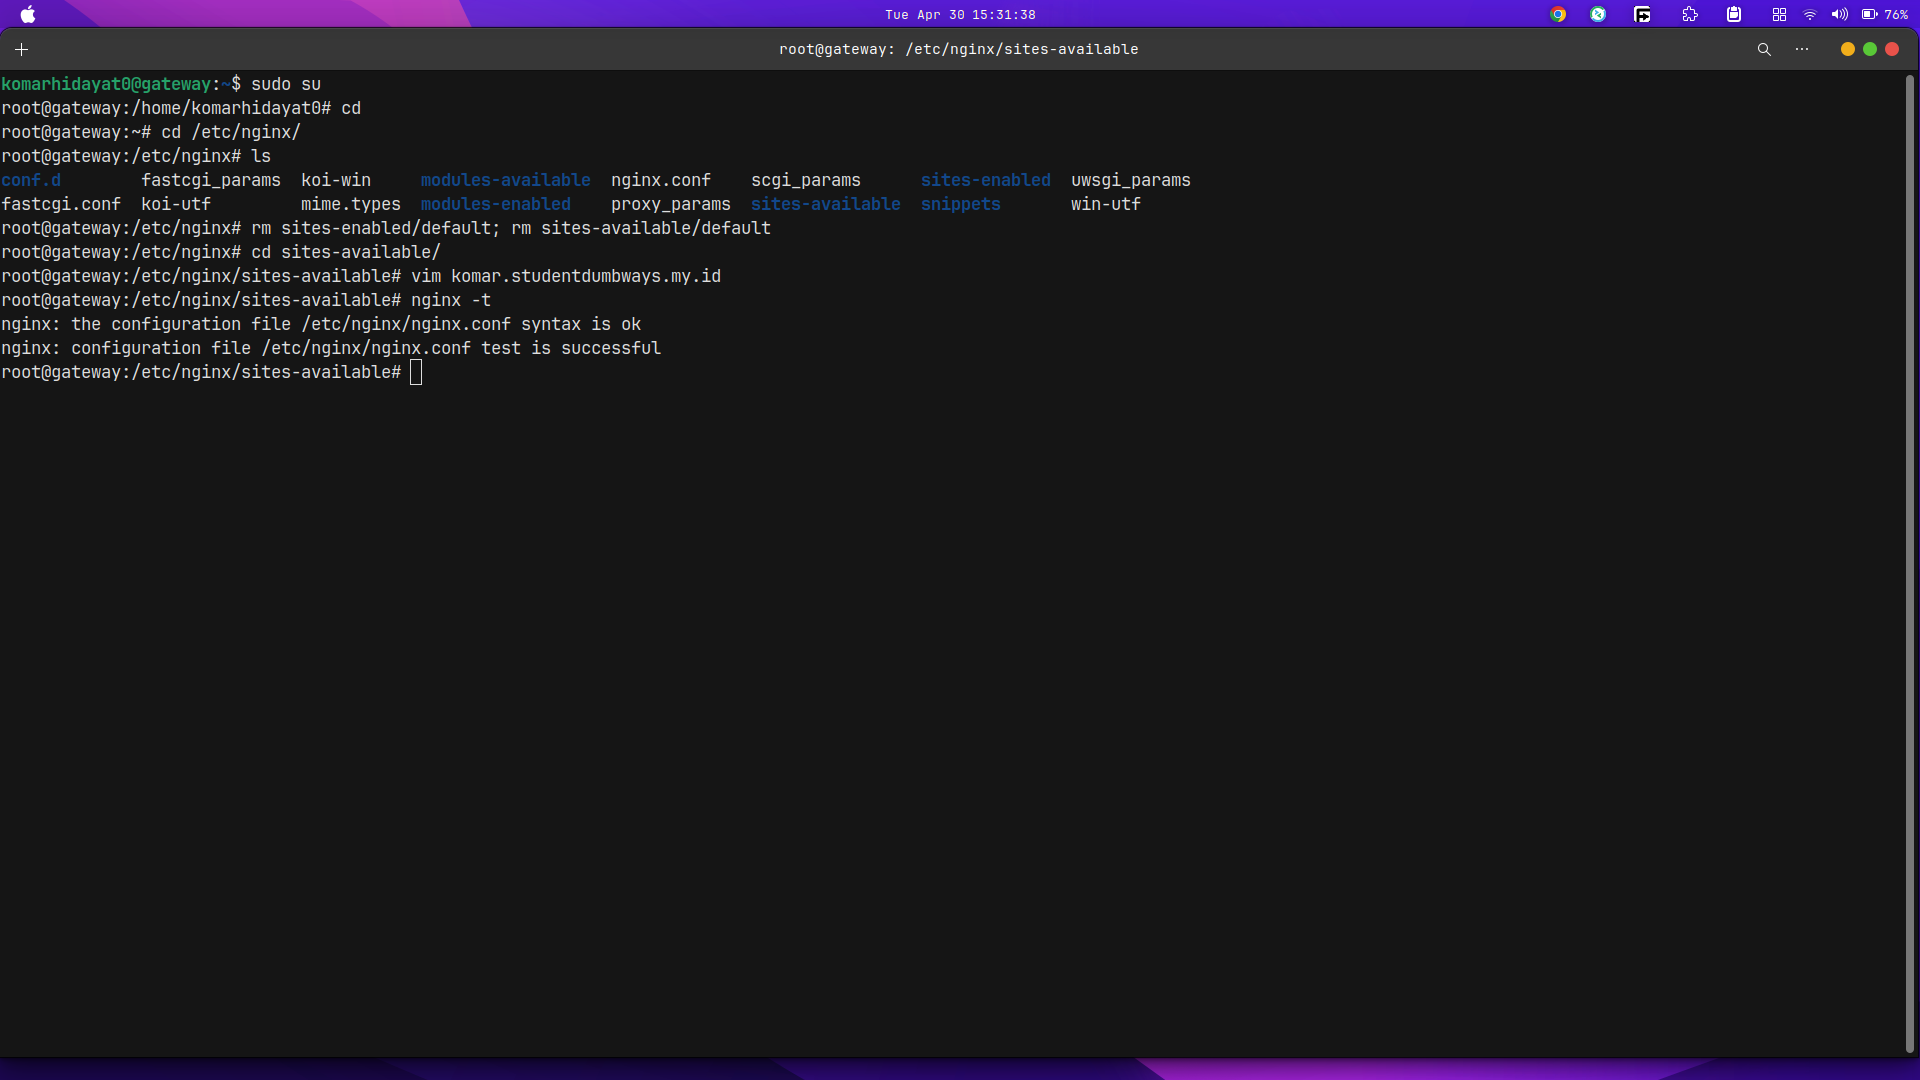 Tue Apr 30 15:31:38
76%
root@gateway: /etc/nginx/sites-available
komarhidayat0@gateway:~$ sudo su
root@gateway:/home/komarhidayat0# cd
root@gateway:~# cd /etc/nginx/
root@gateway:/etc/nginx# ls
conf.d        fastcgi_params  koi-win     modules-available  nginx.conf    scgi_params      sites-enabled  uwsgi_params
fastcgi.conf  koi-utf         mime.types  modules-enabled    proxy_params  sites-available  snippets       win-utf
root@gateway:/etc/nginx# rm sites-enabled/default; rm sites-available/default
root@gateway:/etc/nginx# cd sites-available/
root@gateway:/etc/nginx/sites-available# vim komar.studentdumbways.my.id
root@gateway:/etc/nginx/sites-available# nginx -t
nginx: the configuration file /etc/nginx/nginx.conf syntax is ok
nginx: configuration file /etc/nginx/nginx.conf test is successful
root@gateway:/etc/nginx/sites-available#